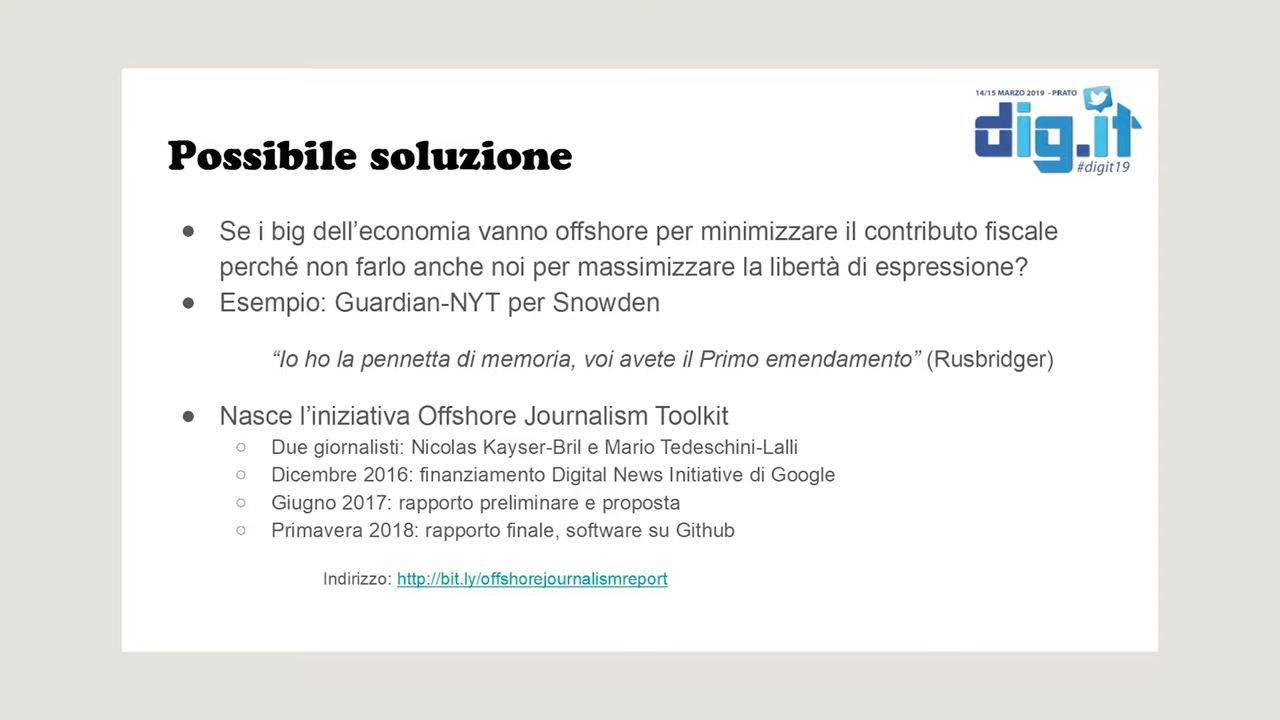 14/15 MARZO 2019 - PRATO
dig.it
#digit19
Possibile soluzione
● Se i big dell’economia vanno offshore per minimizzare il contributo fiscale
perché non farlo anche noi per massimizzare la libertà di espressione?
● Esempio: Guardian-NYT per Snowden
“Io ho la pennetta di memoria, voi avete il Primo emendamento” (Rusbridger)
● Nasce l’iniziativa Offshore Journalism Toolkit
○ Due giornalisti: Nicolas Kayser-Bril e Mario Tedeschini-Lalli
○ Dicembre 2016: finanziamento Digital News Initiative di Google
○ Giugno 2017: rapporto preliminare e proposta
○ Primavera 2018: rapporto finale, software su Github
Indirizzo: http://bit.ly/offshorejournalismreport